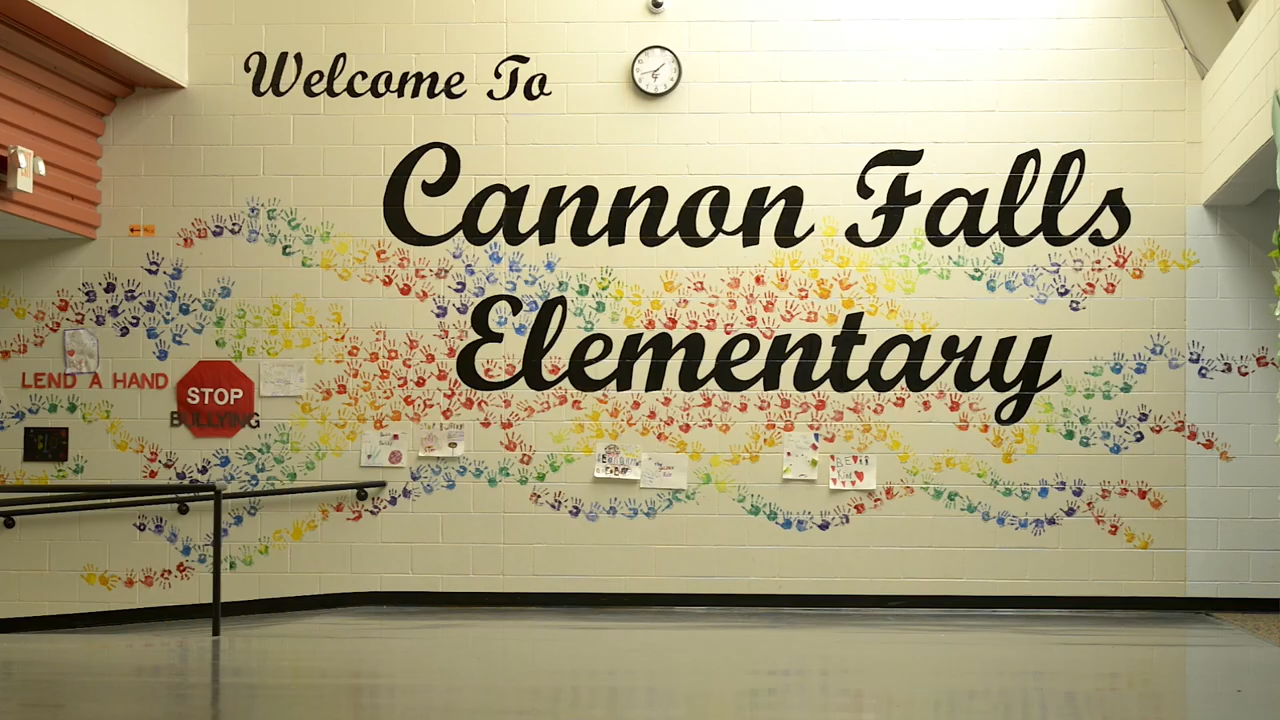 Welcome To
Cannon Falls
Elementary
LEND A HAND
STOP
BULLYING